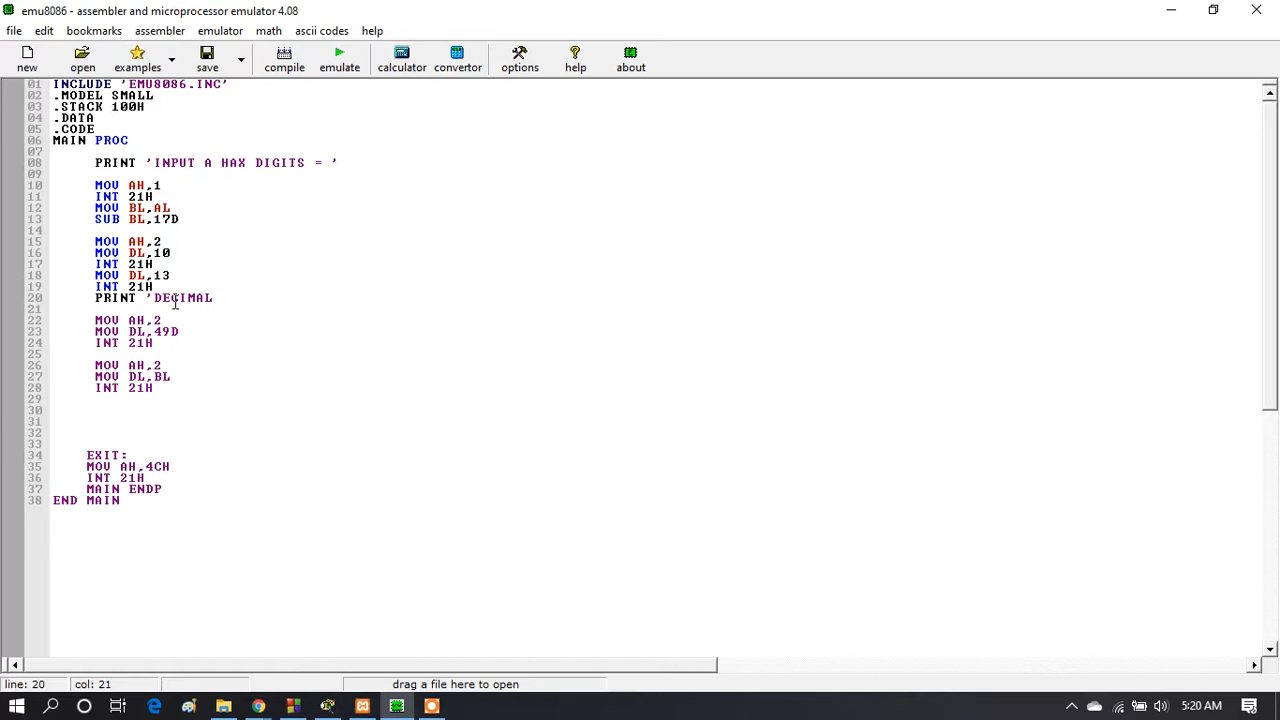 emu8086 - assembler and microprocessor emulator 4.08
file edit bookmarks assembler emulator math ascii codes help
new open examples save compile emulate calculator convertor options help about
01 INCLUDE 'EMU8086.INC'
02 .MODEL SMALL
03 .STACK 100H
04 .DATA
05 .CODE
06 MAIN PROC
07
08 PRINT 'INPUT A HAX DIGITS = '
09
10 MOV AH,1
11 INT 21H
12 MOV BL,AL
13 SUB BL,17D
14
15 MOV AH,2
16 MOV DL,10
17 INT 21H
18 MOV DL,13
19 INT 21H
20 PRINT 'DECIMAL
21
22 MOV AH,2
23 MOV DL,49D
24 INT 21H
25
26 MOV AH,2
27 MOV DL,BL
28 INT 21H
29
30
31
32
33
34 EXIT:
35 MOV AH,4CH
36 INT 21H
37 MAIN ENDP
38 END MAIN
line: 20 col: 21 drag a file here to open
5:20 AM